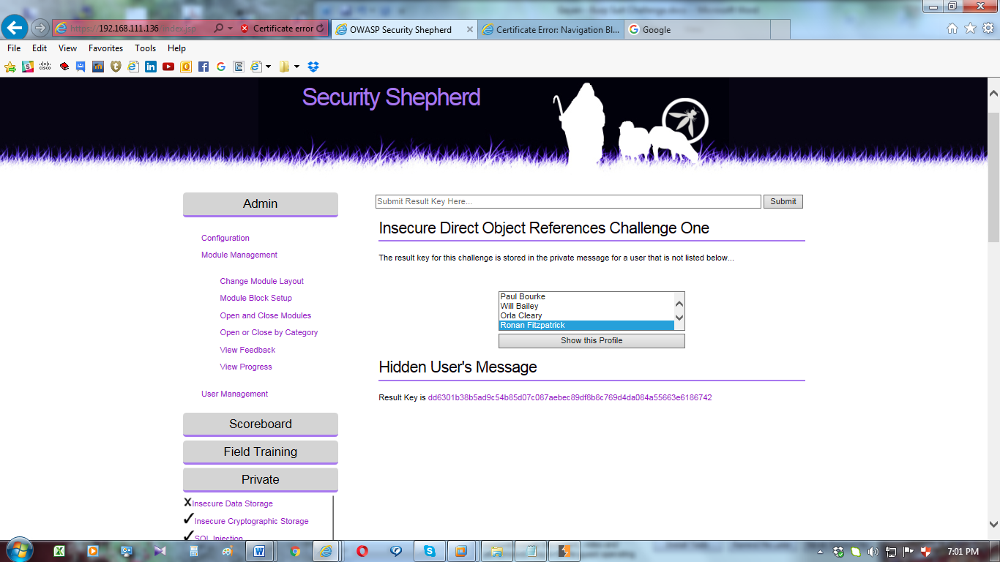 https://192.168.111.136/index.jsp
Certificate error
OWASP Security Shepherd
Certificate Error: Navigation Bl...
Google
File Edit View Favorites Tools Help
Security Shepherd
Admin
Configuration
Module Management
Change Module Layout
Module Block Setup
Open and Close Modules
Open or Close by Category
View Feedback
View Progress
User Management
Scoreboard
Field Training
Private
Insecure Data Storage
Insecure Cryptographic Storage
SQL Injection
Submit Result Key Here...
Submit
Insecure Direct Object References Challenge One
The result key for this challenge is stored in the private message for a user that is not listed below...
Paul Bourke
Will Bailey
Orla Cleary
Ronan Fitzpatrick
Show this Profile
Hidden User's Message
Result Key is dd6301b38b5ad9c54b85d07c087aebec89df8b8c769d4da084a55663e6186742
7:01 PM